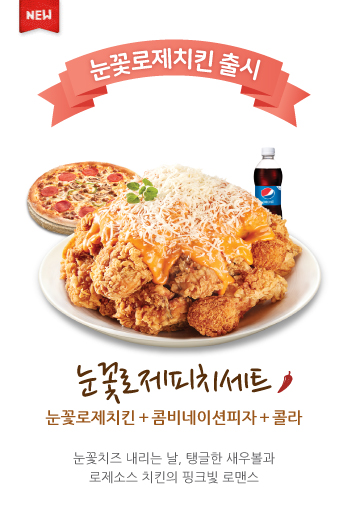 NEW
눈꽃로제치킨 출시
눈꽃로제피치세트
눈꽃로제치킨 + 콤비네이션피자 + 콜라
눈꽃치즈 내리는 날, 탱글한 새우볼과
로제소스 치킨의 핑크빛 로맨스